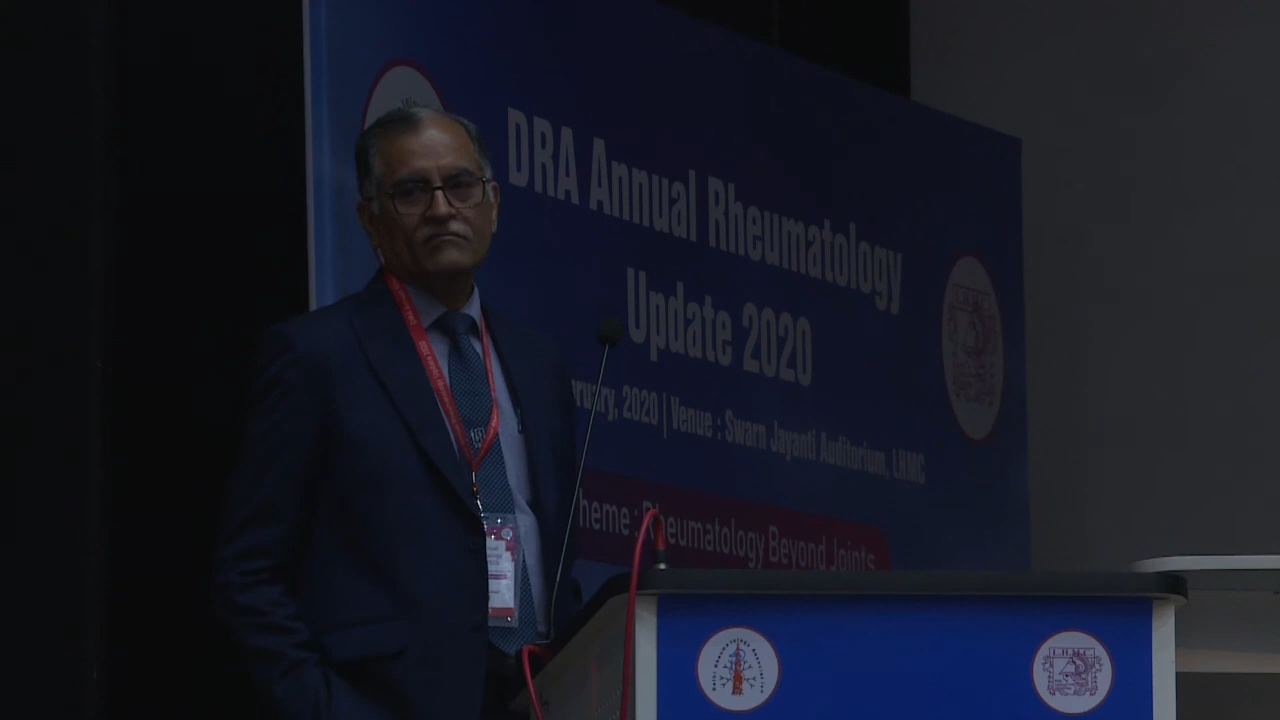 DRA Annual Rheumatology
Update 2020
ruary, 2020 | Venue : Swarn Jayanti Auditorium, LHMC
heme : Rheumatology Beyond Joints
L.H.M.C
L.H.M.C